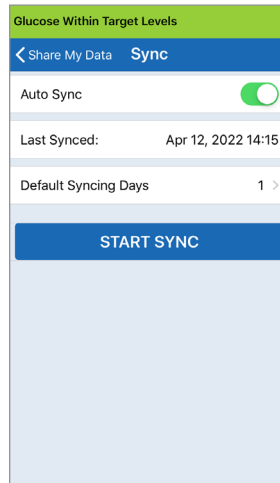 Glucose Within Target Levels
Share My Data Sync
Auto Sync
Last Synced: Apr 12, 2022 14:15
Default Syncing Days 1
START SYNC